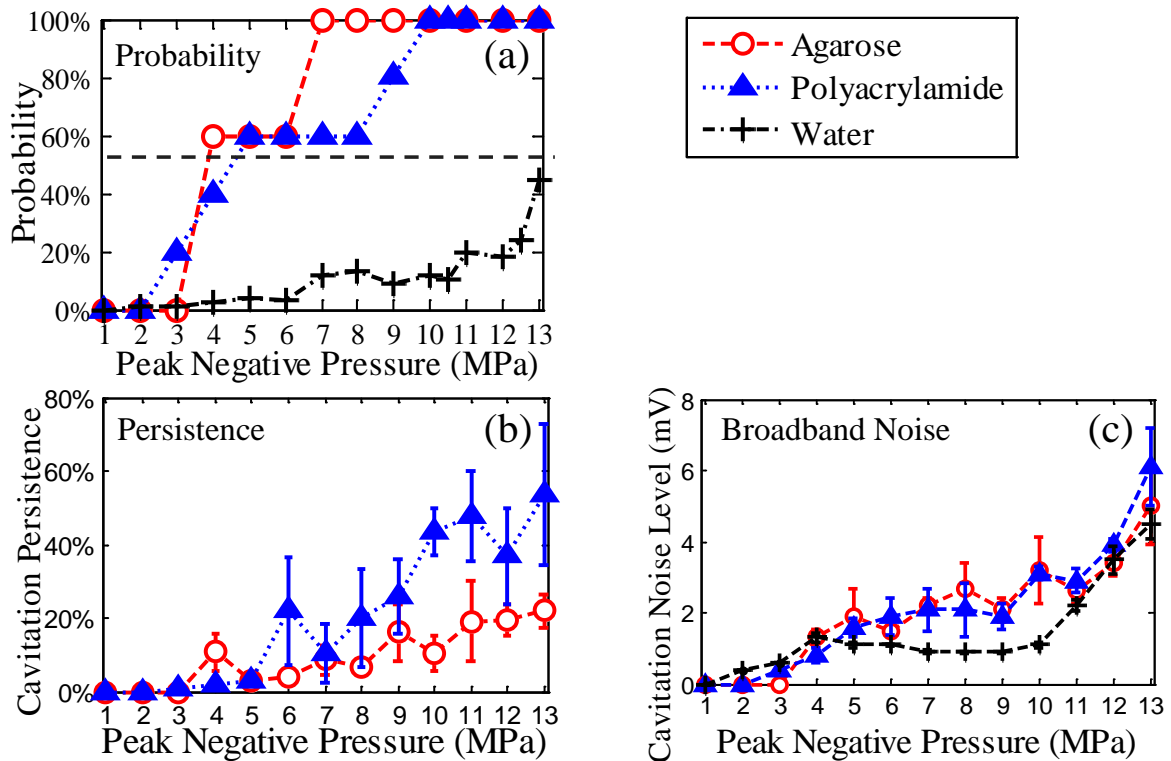 100%
80%
60%
40%
20%
0%
Probability
Probability
(a)
1 2 3 4 5 6 7 8 9 10 11 12 13
Peak Negative Pressure (MPa)
Agarose
Polyacrylamide
Water
80%
60%
40%
20%
0%
Cavitation Persistence
Persistence
(b)
1 2 3 4 5 6 7 8 9 10 11 12 13
Peak Negative Pressure (MPa)
8
6
4
2
0
Cavitation Noise Level (mV)
Broadband Noise
(c)
1 2 3 4 5 6 7 8 9 10 11 12 13
Peak Negative Pressure (MPa)